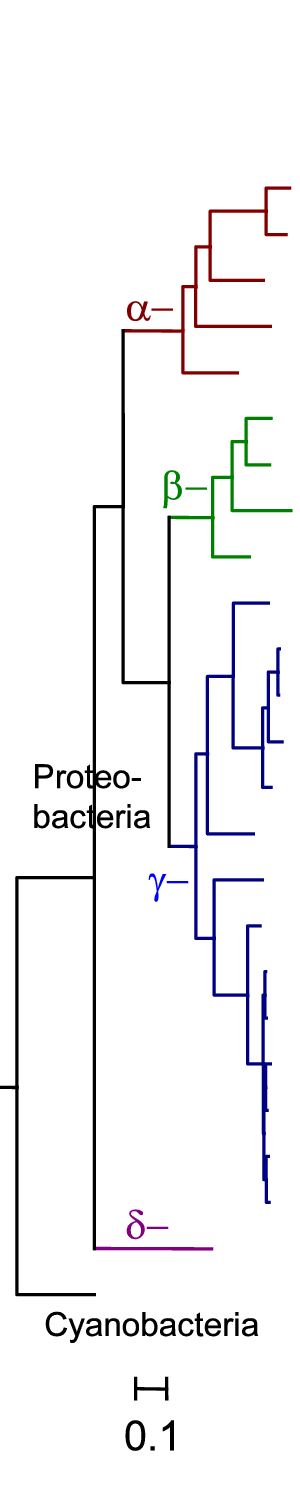 α–
β–
Proteo-
bacteria
γ–
δ–
Cyanobacteria
0.1